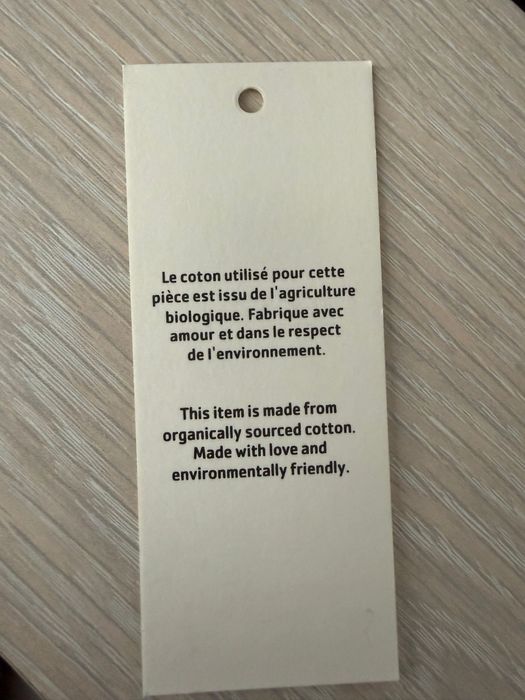 Le coton utilisé pour cette
pièce est issu de l'agriculture
biologique. Fabrique avec
amour et dans le respect
de l'environnement.
This item is made from
organically sourced cotton.
Made with love and
environmentally friendly.